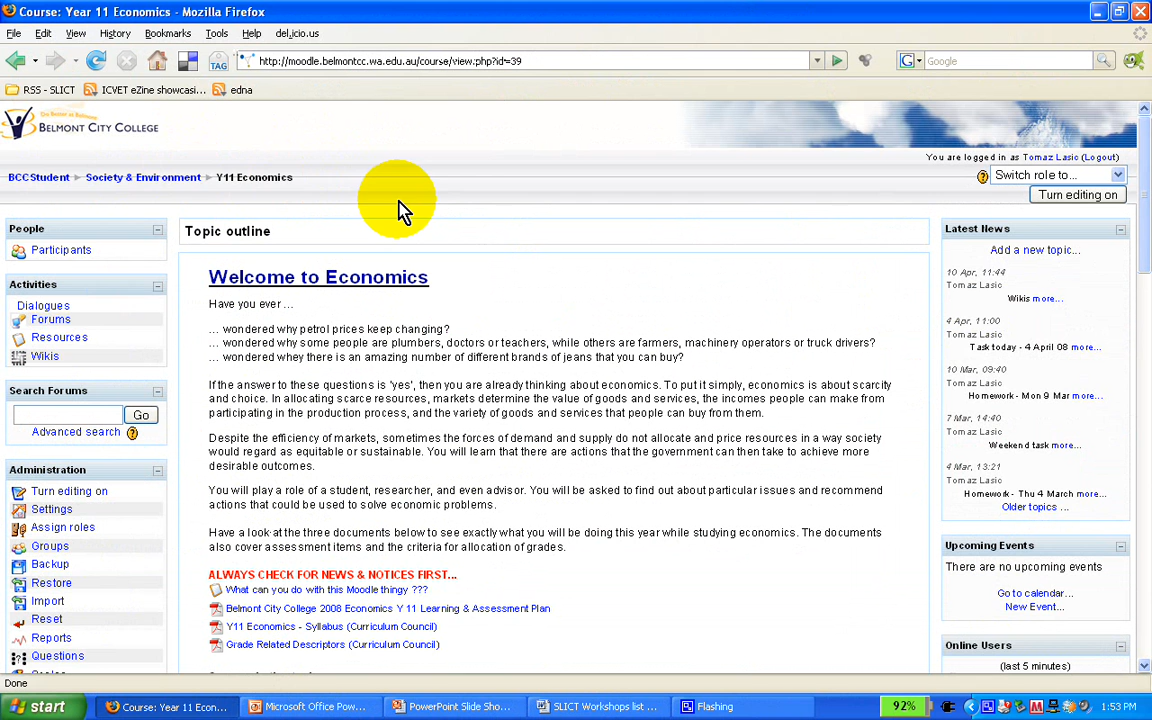 Course: Year 11 Economics - Mozilla Firefox
File Edit View History Bookmarks Tools Help del.icio.us
TAG
http://moodle.belmontcc.wa.edu.au/course/view.php?id=39
G Google
RSS - SLICT ICVET eZine showcasi... edna
BELMONT CITY COLLEGE
You are logged in as Tomaz Lasic (Logout)
BCCStudent ► Society & Environment ► Y11 Economics
Switch role to...
Turn editing on
People
Participants
Activities
Dialogues
Forums
Resources
Wikis
Search Forums
Go
Advanced search
Administration
Turn editing on
Settings
Assign roles
Groups
Backup
Restore
Import
Reset
Reports
Questions
Topic outline
Welcome to Economics
Have you ever ...
... wondered why petrol prices keep changing?
... wondered why some people are plumbers, doctors or teachers, while others are farmers, machinery operators or truck drivers?
... wondered whey there is an amazing number of different brands of jeans that you can buy?
If the answer to these questions is 'yes', then you are already thinking about economics. To put it simply, economics is about scarcity
and choice. In allocating scarce resources, markets determine the value of goods and services, the incomes people can make from
participating in the production process, and the variety of goods and services that people can buy from them.
Despite the efficiency of markets, sometimes the forces of demand and supply do not allocate and price resources in a way society
would regard as equitable or sustainable. You will learn that there are actions that the government can then take to achieve more
desirable outcomes.
You will play a role of a student, researcher, and even advisor. You will be asked to find out about particular issues and recommend
actions that could be used to solve economic problems.
Have a look at the three documents below to see exactly what you will be doing this year while studying economics. The documents
also cover assessment items and the criteria for allocation of grades.
ALWAYS CHECK FOR NEWS & NOTICES FIRST...
What can you do with this Moodle thingy ???
Belmont City College 2008 Economics Y 11 Learning & Assessment Plan
Y11 Economics - Syllabus (Curriculum Council)
Grade Related Descriptors (Curriculum Council)
Latest News
Add a new topic...
10 Apr, 11:44
Tomaz Lasic
Wikis more...
4 Apr, 11:00
Tomaz Lasic
Task today - 4 April 08 more...
10 Mar, 09:40
Tomaz Lasic
Homework - Mon 9 Mar more...
7 Mar, 14:40
Tomaz Lasic
Weekend task more...
4 Mar, 13:21
Tomaz Lasic
Homework - Thu 4 March more...
Older topics ...
Upcoming Events
There are no upcoming events
Go to calendar...
New Event...
Online Users
(last 5 minutes)
Done
start
Course: Year 11 Econ... Microsoft Office Pow... PowerPoint Slide Sho... SLICT Workshops list ... Flashing
92%
1:53 PM